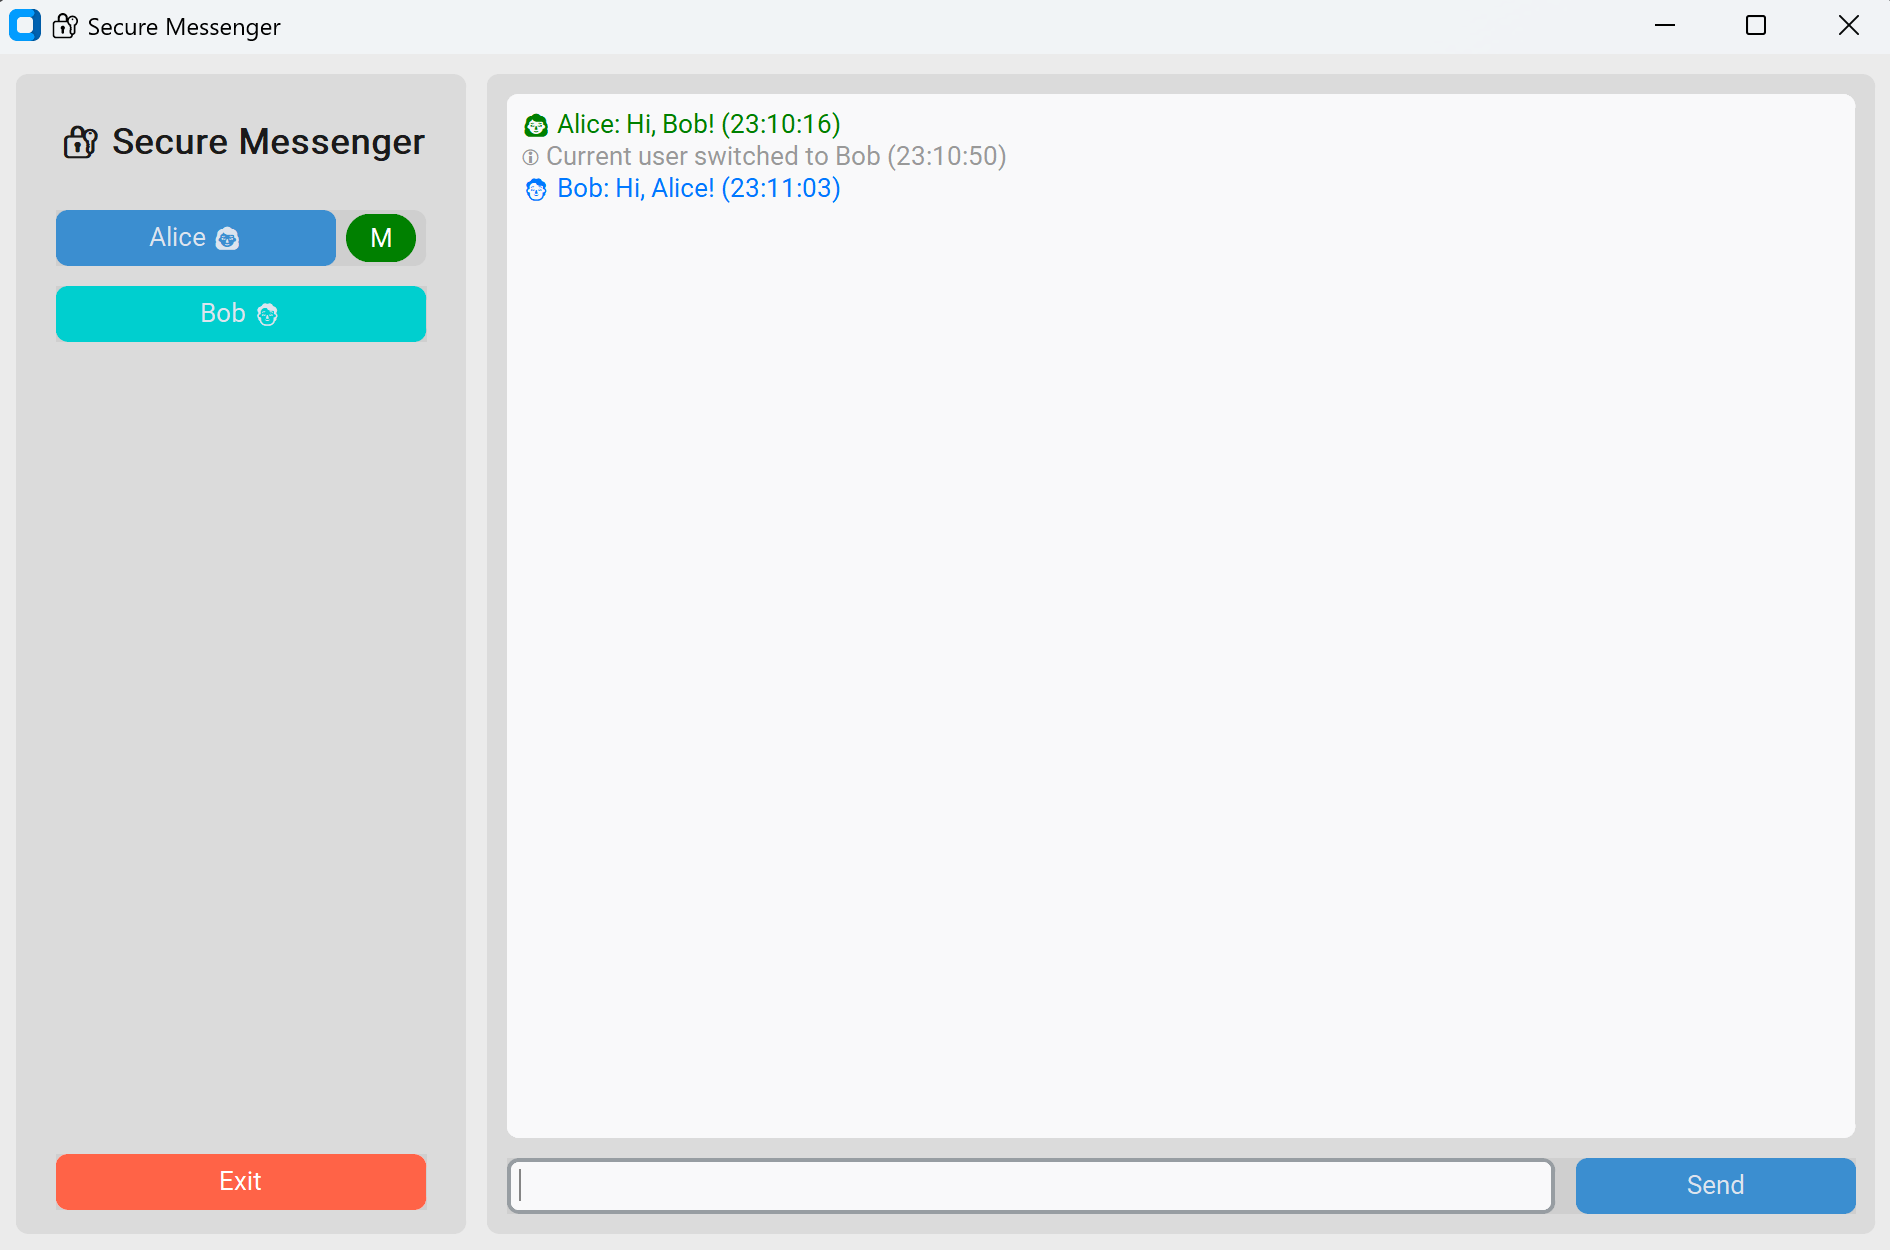 Secure Messenger
Secure Messenger
Alice
M
Bob
Exit
Alice: Hi, Bob! (23:10:16)
Current user switched to Bob (23:10:50)
Bob: Hi, Alice! (23:11:03)
Send